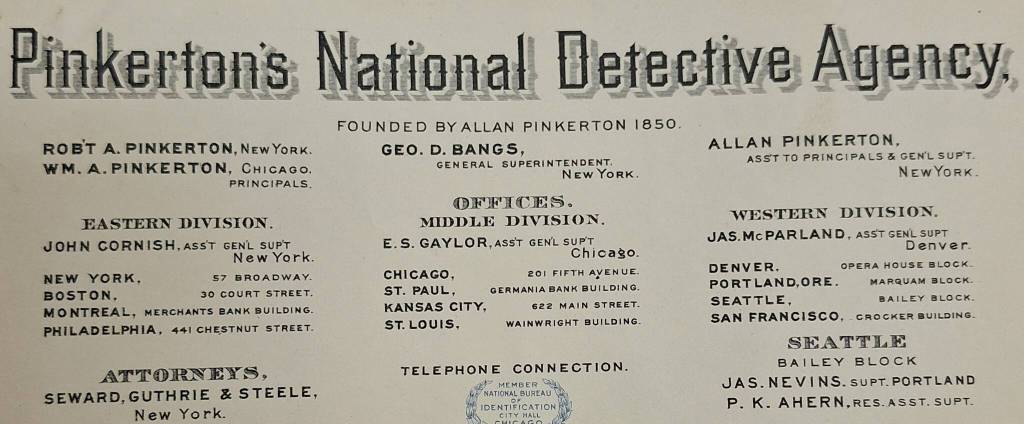 Pinkerton's National Detective Agency,
FOUNDED BY ALLAN PINKERTON 1850.
ROB'T A. PINKERTON, NEW YORK.
WM. A. PINKERTON, CHICAGO.
PRINCIPALS.
GEO. D. BANGS,
GENERAL SUPERINTENDENT.
NEW YORK.
ALLAN PINKERTON,
ASS'T TO PRINCIPALS & GEN'L SUP'T.
NEW YORK.
OFFICES.
EASTERN DIVISION.
JOHN CORNISH, ASS'T GEN'L SUP'T
New York.
NEW YORK, 57 BROADWAY.
BOSTON, 30 COURT STREET.
MONTREAL, MERCHANTS BANK BUILDING.
PHILADELPHIA, 441 CHESTNUT STREET.
MIDDLE DIVISION.
E. S. GAYLOR, ASS'T GEN'L SUP'T
Chicago.
CHICAGO, 201 FIFTH AVENUE.
ST. PAUL, GERMANIA BANK BUILDING.
KANSAS CITY, 622 MAIN STREET.
ST. LOUIS, WAINWRIGHT BUILDING.
WESTERN DIVISION.
JAS. McPARLAND, ASS'T GEN'L SUPT
Denver.
DENVER. OPERA HOUSE BLOCK.
PORTLAND, ORE. MARQUAM BLOCK.
SEATTLE, BAILEY BLOCK.
SAN FRANCISCO, CROCKER BUILDING.
ATTORNEYS,
SEWARD, GUTHRIE & STEELE,
New York.
TELEPHONE CONNECTION.
MEMBER
NATIONAL BUREAU
OF
IDENTIFICATION
CITY HALL
CHICAGO
SEATTLE
BAILEY BLOCK
JAS. NEVINS. SUPT. PORTLAND
P. K. AHERN, RES. ASST. SUPT.